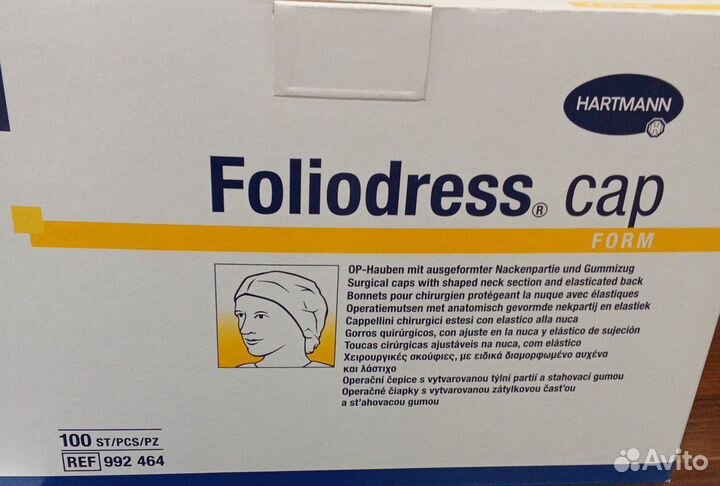 HARTMANN
Foliodress® cap
FORM
OP-Hauben mit ausgeformter Nackenpartie und Gummizug
Surgical caps with shaped neck section and elasticated back
Bonnets pour chirurgien protégeant la nuque avec élastiques
Operatiemutsen met anatomisch gevormde nekpartij en elastiek
Cappellini chirurgici estesi con elastico alla nuca
Gorros quirúrgicos, con ajuste en la nuca y elástico de sujeción
Toucas cirúrgicas ajustáveis na nuca, com elástico
Χειρουργικές σκούφιες, με ειδικά διαμορφωμένο αυχένα
και λάστιχο
Operační čepice s vytvarovanou týlní partií a stahovací gumou
Operačné čiapky s vytvarovanou zátylkovou časťou
a sťahovacou gumou
100 ST/PCS/PZ
REF 992 464
Avito